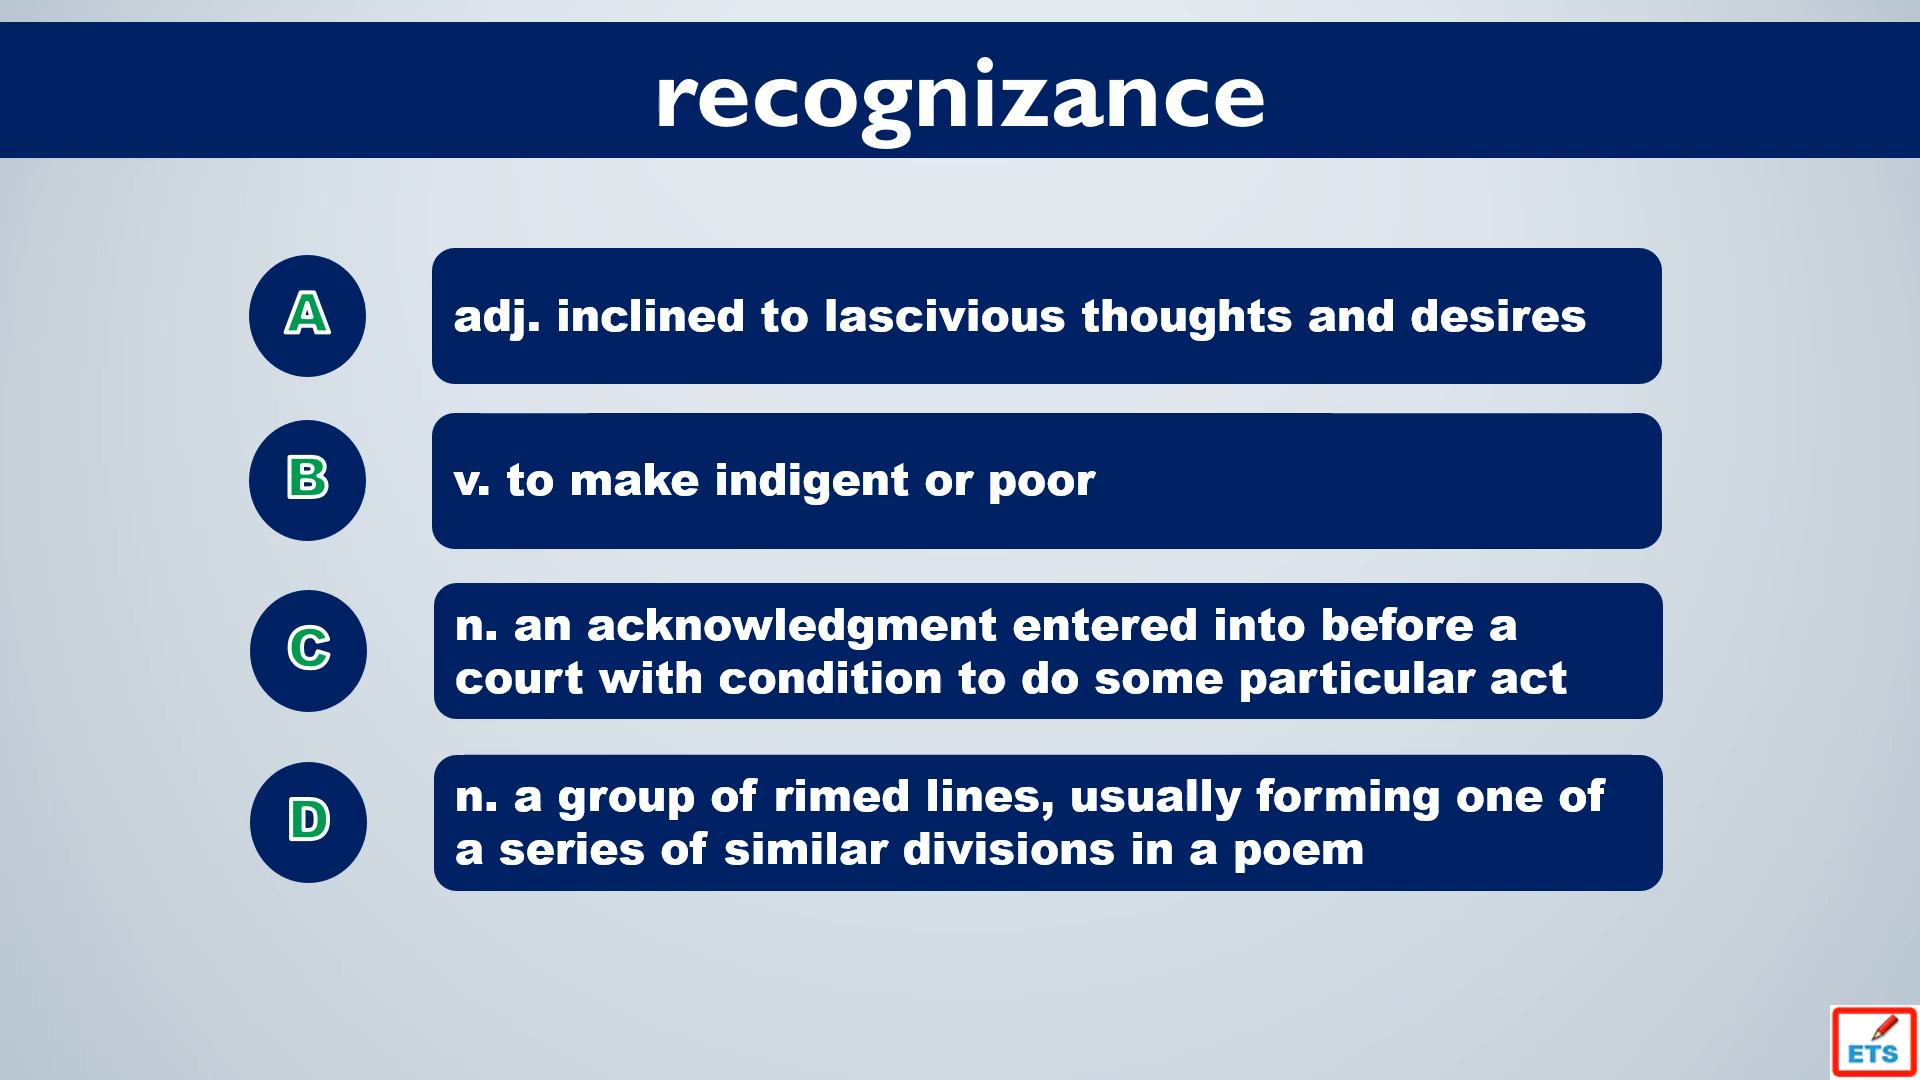 recognizance
A
adj. inclined to lascivious thoughts and desires
B
v. to make indigent or poor
C
n. an acknowledgment entered into before a
court with condition to do some particular act
D
n. a group of rimed lines, usually forming one of
a series of similar divisions in a poem
ETS